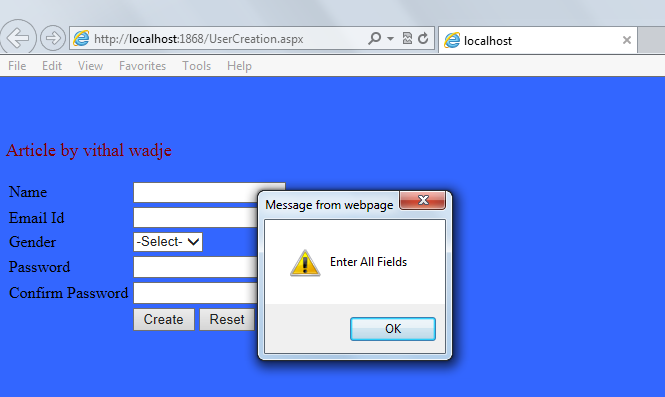 http://localhost:1868/UserCreation.aspx
localhost
File Edit View Favorites Tools Help
Article by vithal wadje
Name
Message from webpage
Email Id
Gender -Select-
Enter All Fields
Password
Confirm Password
Create Reset
OK